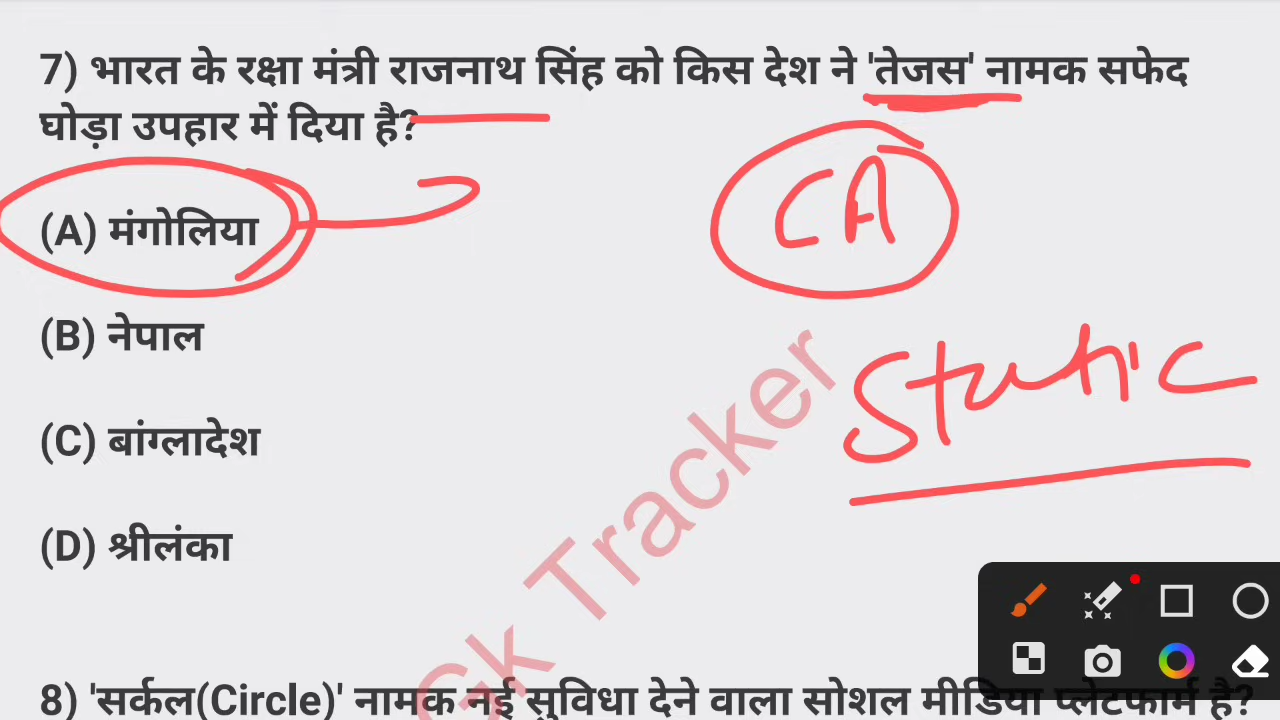 7) भारत के रक्षा मंत्री राजनाथ सिंह को किस देश ने 'तेजस' नामक सफेद
घोड़ा उपहार में दिया है?
(A) मंगोलिया
CA
(B) नेपाल
Static
(C) बांग्लादेश
(D) श्रीलंका
Gk Tracker
8) 'सर्कल(Circle)' नामक नई सुविधा देने वाला सोशल मीडिया प्लेटफार्म है?